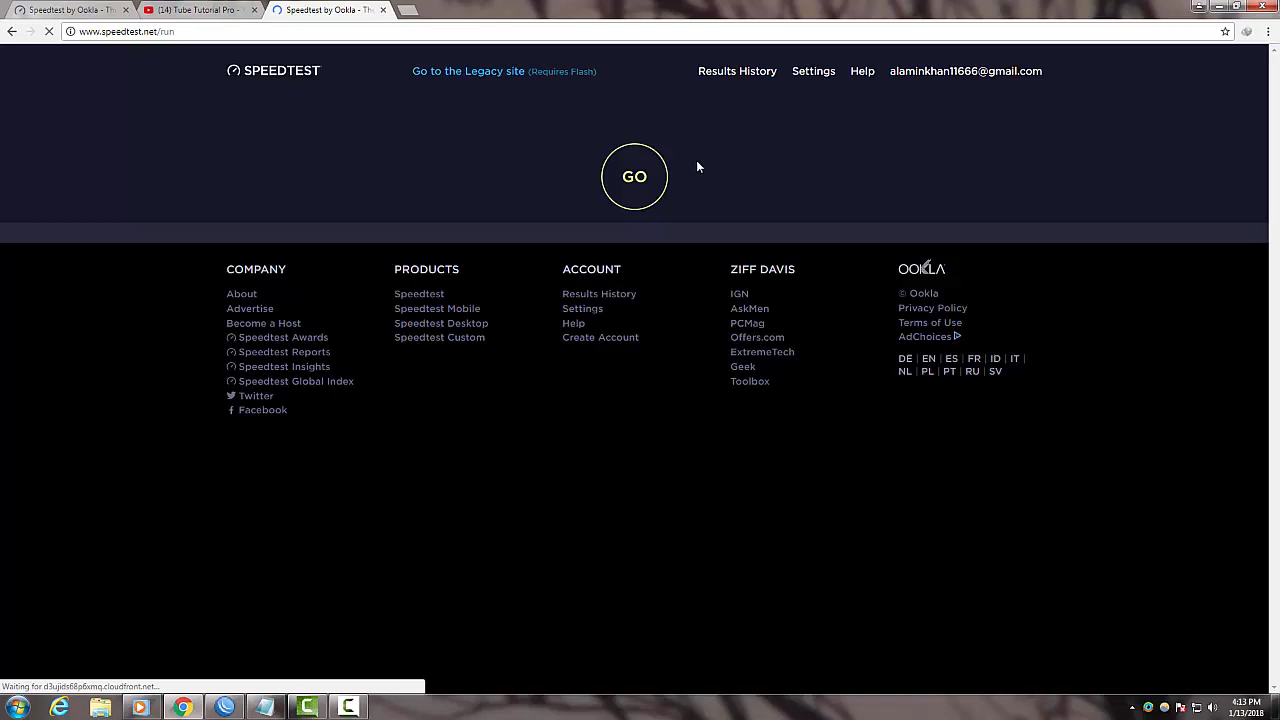 Speedtest by Ookla - Th
(14) Tube Tutorial Pro -
Speedtest by Ookla - Th
www.speedtest.net/run
SPEEDTEST
Go to the Legacy site (Requires Flash)
Results History
Settings
Help
alaminkhan11666@gmail.com
GO
COMPANY
About
Advertise
Become a Host
Speedtest Awards
Speedtest Reports
Speedtest Insights
Speedtest Global Index
Twitter
Facebook
PRODUCTS
Speedtest
Speedtest Mobile
Speedtest Desktop
Speedtest Custom
ACCOUNT
Results History
Settings
Help
Create Account
ZIFF DAVIS
IGN
AskMen
PCMag
Offers.com
ExtremeTech
Geek
Toolbox
OOKLA
© Ookla
Privacy Policy
Terms of Use
AdChoices
DE | EN | ES | FR | ID | IT |
NL | PL | PT | RU | SV
Waiting for d3ujids68p6xmq.cloudfront.net...
4:13 PM
1/13/2018